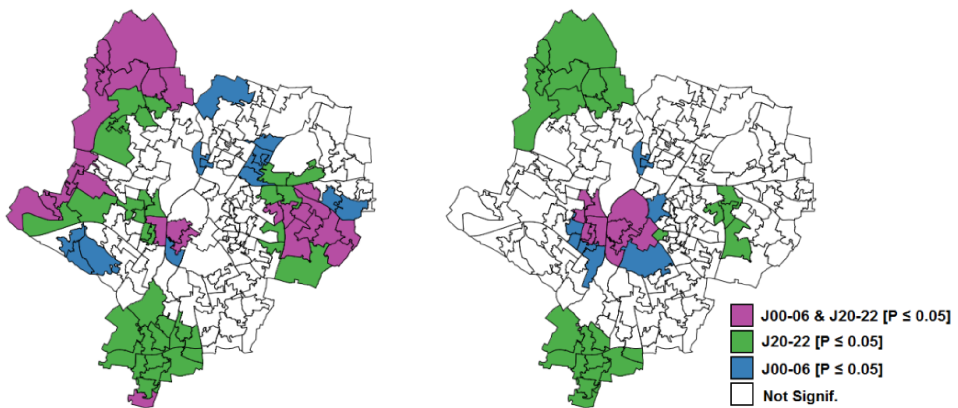 J00-06 & J20-22 [P ≤ 0.05]
J20-22 [P ≤ 0.05]
J00-06 [P ≤ 0.05]
Not Signif.